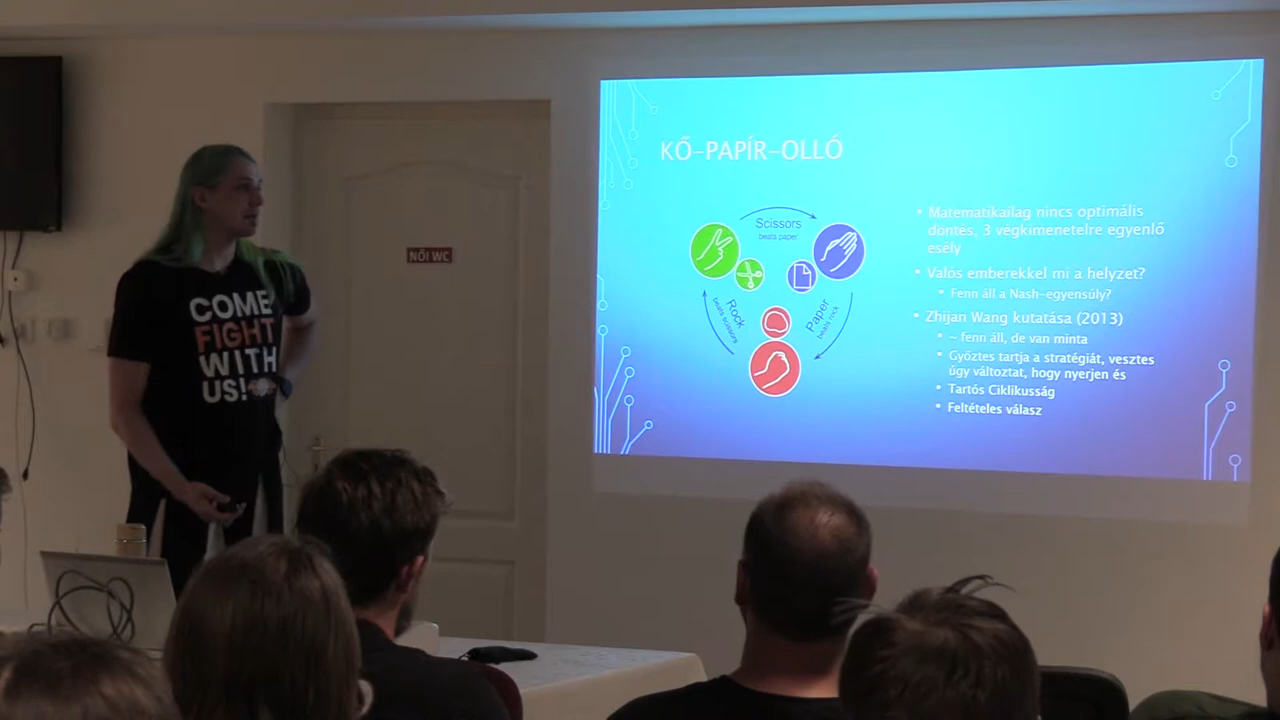 COME
FIGHT
WITH
US!
NŐI WC
KŐ-PAPÍR-OLLÓ
Scissors
beats paper
Rock
beats scissors
Paper
beats rock
• Matematikailag nincs optimális
döntés, 3 végkimenetelre egyenlő
esély
• Valós emberekkel mi a helyzet?
• Fenn áll a Nash-egyensúly?
• Zhijan Wang kutatása (2013)
• ~ fenn áll, de van minta
• Győztes tartja a stratégiát, vesztes
úgy változtat, hogy nyerjen és
• Tartós Ciklikusság
• Feltételes válasz